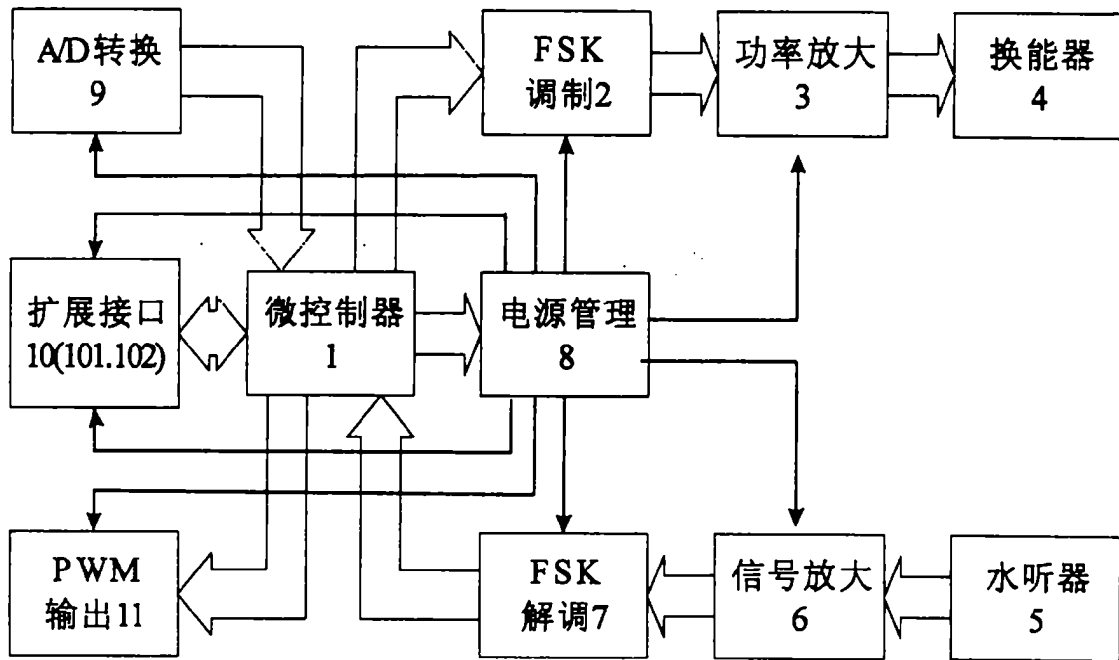 A/D转换
9
FSK
调制2
功率放大
3
换能器
4
扩展接口
10(101.102)
微控制器
1
电源管理
8
PWM
输出11
FSK
解调7
信号放大
6
水听器
5